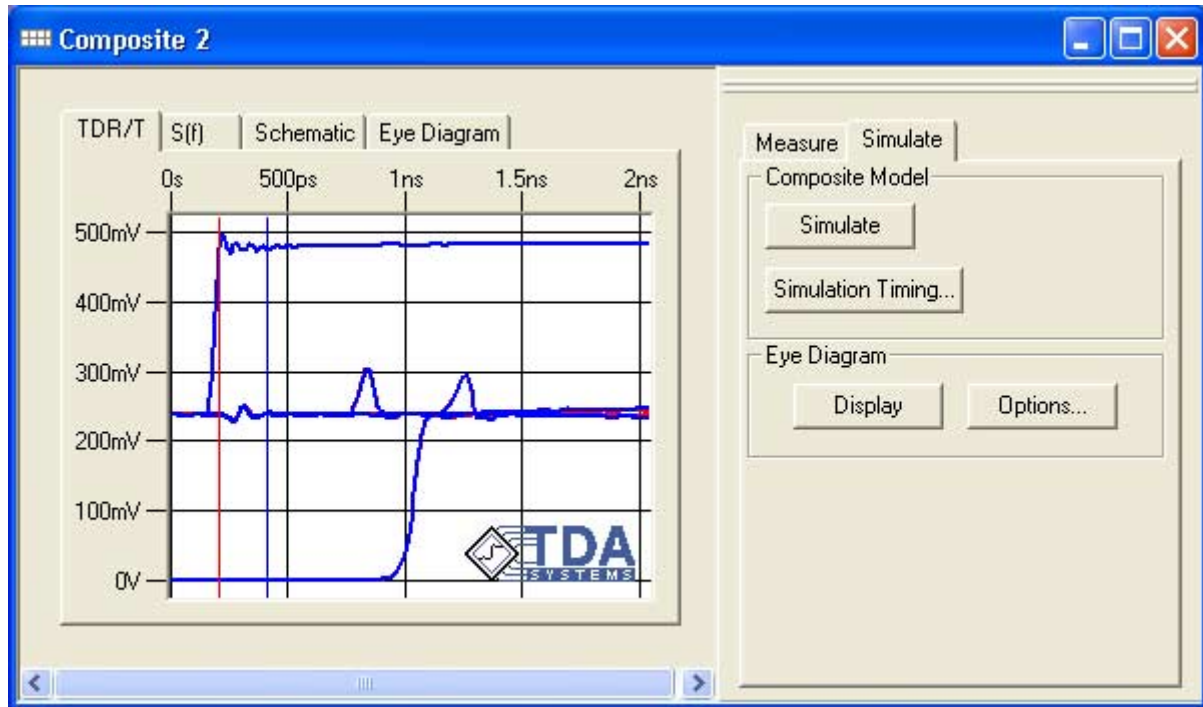 Composite 2
TDR/T S(f) Schematic Eye Diagram
0s 500ps 1ns 1.5ns 2ns
500mV
400mV
300mV
200mV
100mV
0V
TDA
SYSTEMS
Measure Simulate
Composite Model
Simulate
Simulation Timing...
Eye Diagram
Display Options...